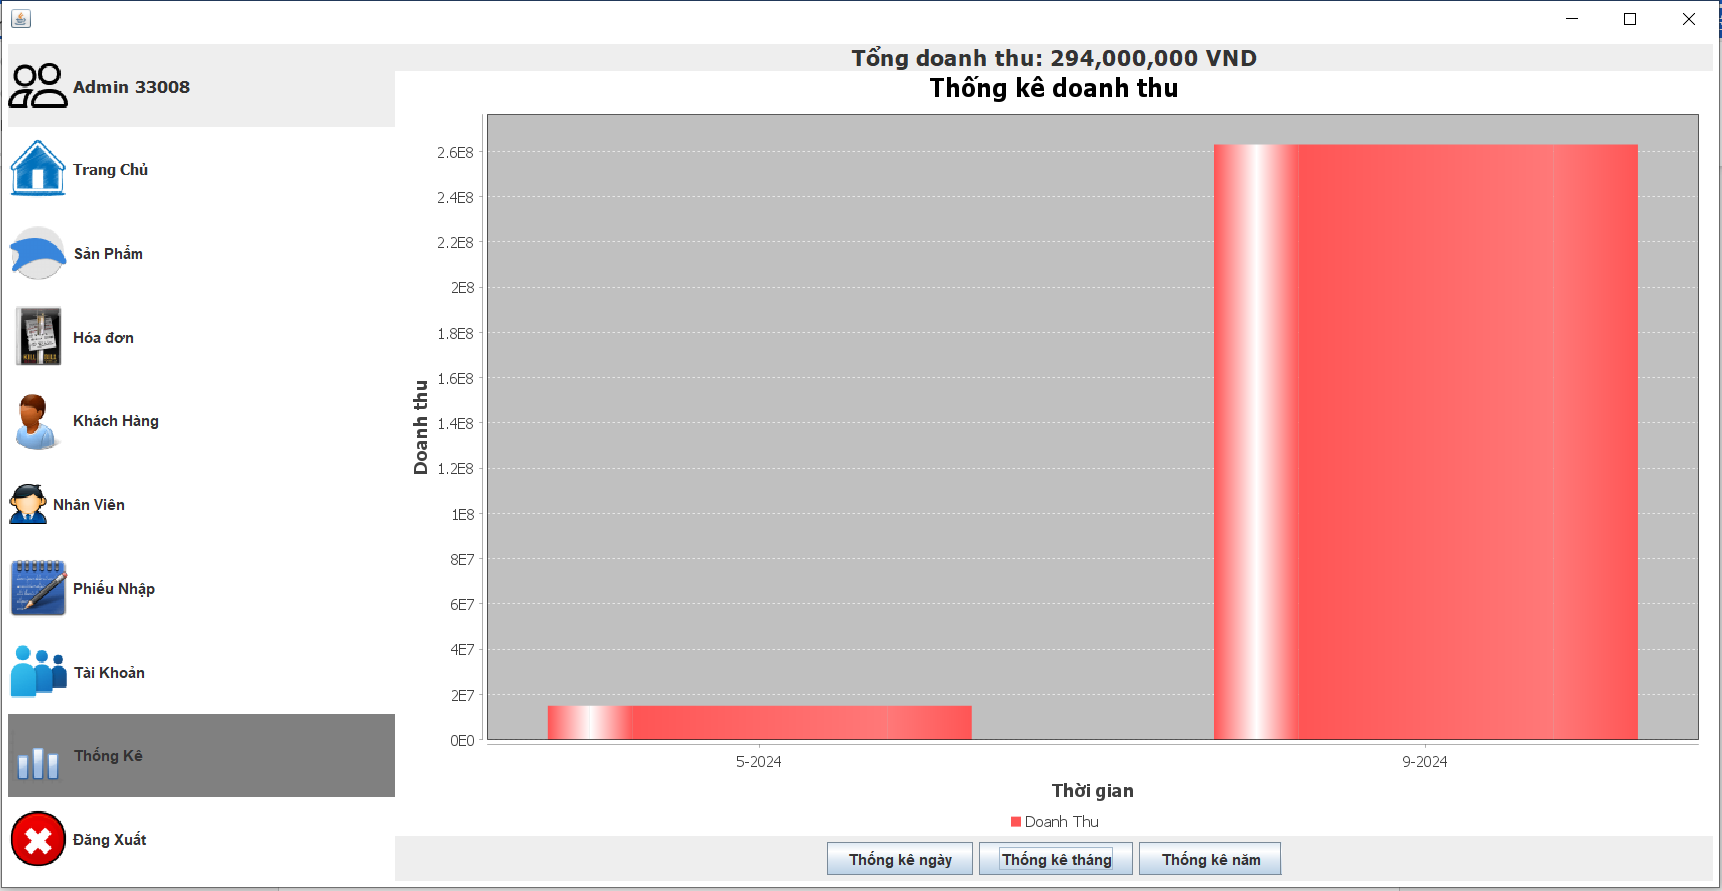 Tổng doanh thu: 294,000,000 VND
Admin 33008
Trang Chủ
Sản Phẩm
Hóa đơn
Khách Hàng
Nhân Viên
Phiếu Nhập
Tài Khoản
Thống Kê
Đăng Xuất
Thống kê doanh thu
Doanh thu
2.6E8
2.4E8
2.2E8
2E8
1.8E8
1.6E8
1.4E8
1.2E8
1E8
8E7
6E7
4E7
2E7
0E0
5-2024
9-2024
Thời gian
Doanh Thu
Thống kê ngày
Thống kê tháng
Thống kê năm